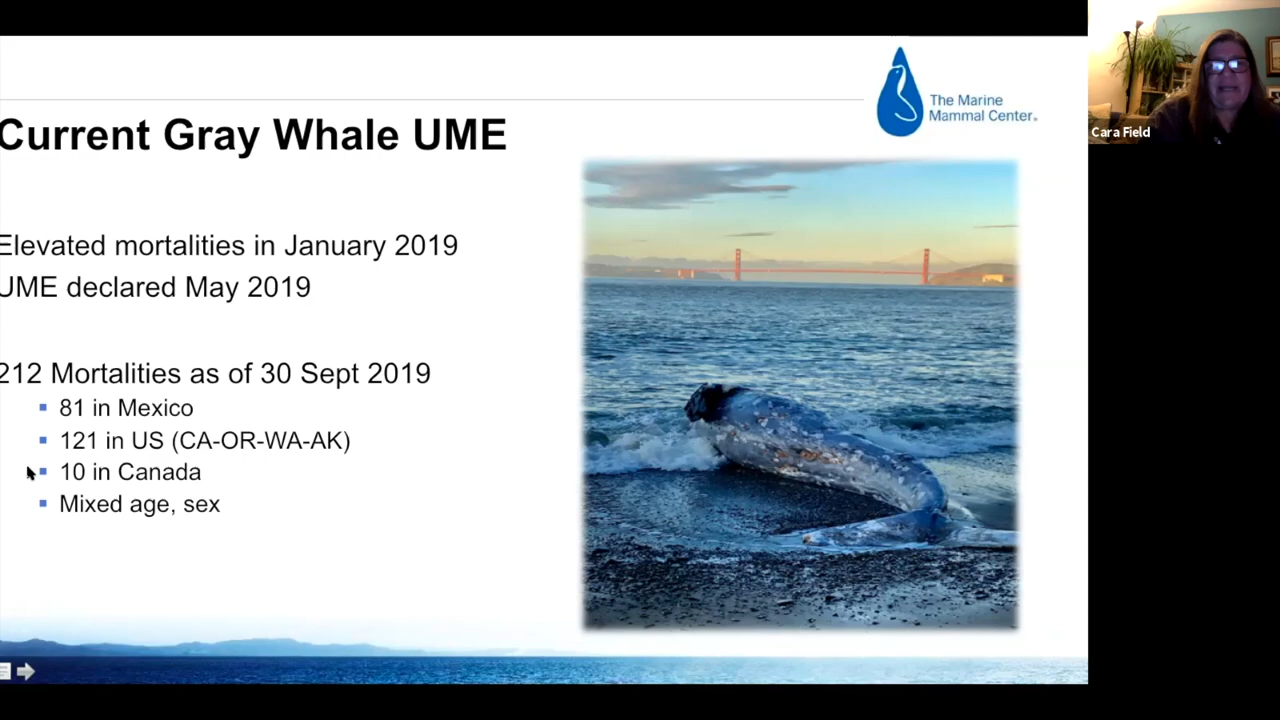 The Marine
Mammal Center®
Cara Field
Current Gray Whale UME
Elevated mortalities in January 2019
UME declared May 2019
212 Mortalities as of 30 Sept 2019
81 in Mexico
121 in US (CA-OR-WA-AK)
10 in Canada
Mixed age, sex